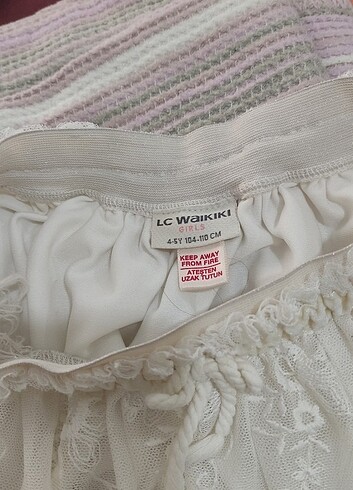 LC WAIKIKI
GIRLS
4-5Y 104-110 CM
KEEP AWAY
FROM FIRE
ATEŞTEN
UZAK TUTUN